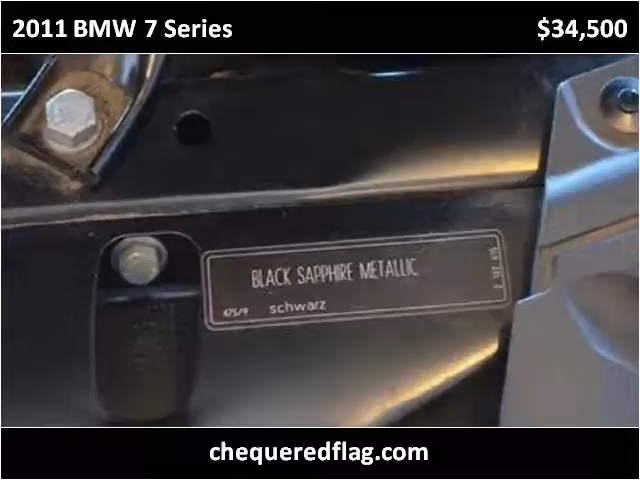 2011 BMW 7 Series
$34,500
BLACK SAPPHIRE METALLIC
475/9 schwarz
chequeredflag.com